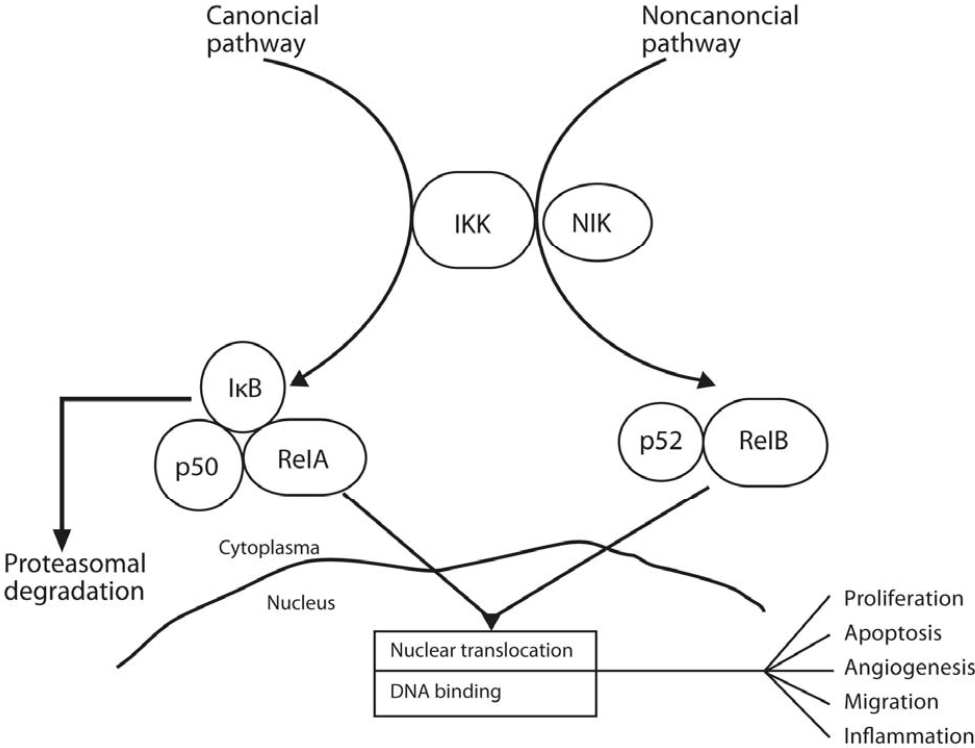 Canoncial
pathway
Noncanoncial
pathway
IKK
NIK
IκB
p50
RelA
p52
RelB
Proteasomal
degradation
Cytoplasma
Nucleus
Nuclear translocation
DNA binding
Proliferation
Apoptosis
Angiogenesis
Migration
Inflammation